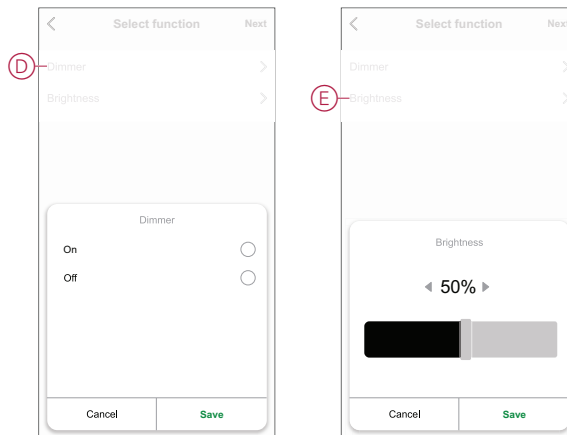 Select function Next
D
Dimmer
Brightness
Dimmer
On
Off
Cancel Save
Select function Next
Dimmer
E
Brightness
Brightness
50%
Cancel Save